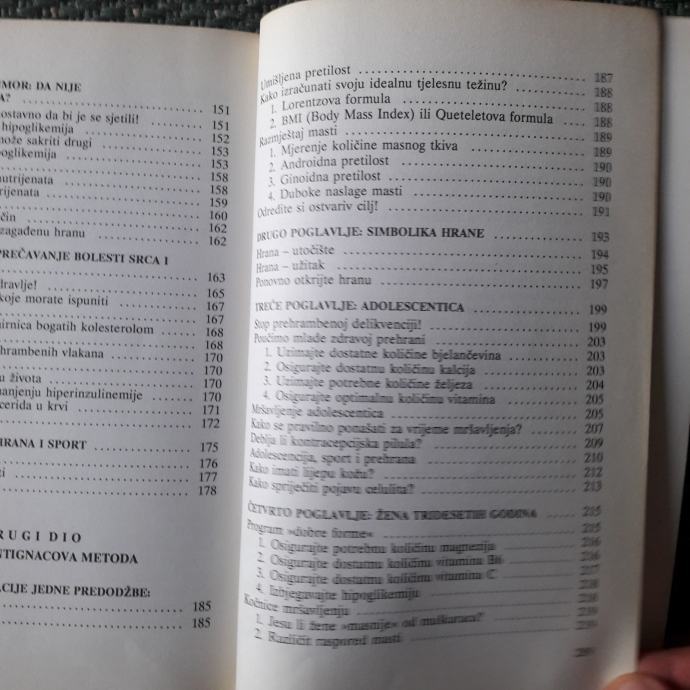 UMOR: DA NIJE
A? 151
ostavno da bi je se sjetili! 151
hipoglikemija 152
može sakriti drugi 153
oglikemija 153
158
nutrijenata 158
rijenata 159
160
čin 162
zagađenu hranu 162
PREČAVANJE BOLESTI SRCA I
163
dravlje! 165
koje morate ispuniti 167
167
mirnica bogatih kolesterolom 168
168
hrambenih vlakana 170
170
u života 170
manjenju hiperinzulinemije 170
cerida u krvi 171
172
HRANA I SPORT 175
176
ti 177
178
RUGI DIO
NTIGNACOVA METODA
ACIJE JEDNE PREDODŽBE:
185
185
Umišljena pretilost 187
Kako izračunati svoju idealnu tjelesnu težinu? 188
1. Lorentzova formula 188
2. BMI (Body Mass Index) ili Queteletova formula 188
Razmještaj masti 189
1. Mjerenje količine masnog tkiva 189
2. Androidna pretilost 190
3. Ginoidna pretilost 190
4. Duboke naslage masti 190
Odredite si ostvariv cilj! 191
DRUGO POGLAVLJE: SIMBOLIKA HRANE 193
Hrana – utočište 194
Hrana – užitak 195
Ponovno otkrijte hranu 197
TREĆE POGLAVLJE: ADOLESCENTICA 199
Stop prehrambenoj delikvenciji! 199
Poučimo mlade zdravoj prehrani 203
1. Uzimajte dostatne količine bjelančevina 203
2. Osigurajte dostatnu količinu kalcija 203
3. Uzimajte potrebne količine željeza 204
4. Osigurajte optimalnu količinu vitamina 205
Mršavljenje adolescentica 205
Kako se pravilno ponašati za vrijeme mršavljenja? 207
Deblja li kontracepcijska pilula? 209
Adolescencija, sport i prehrana 210
Kako imati lijepu kožu? 212
Kako spriječiti pojavu celulita? 213
ČETVRTO POGLAVLJE: ŽENA TRIDESETIH GODINA 215
Program »dobre forme« 215
1. Osigurajte potrebnu količinu magnezija 216
2. Osigurajte dostatnu količinu vitamina B6 216
3. Osigurajte dostatnu količinu vitamina C 217
4. Izbjegavajte hipoglikemiju 218
Kočnice mršavljenju 218
1. Jesu li žene »masnije« od muškaraca?
2. Različit raspored masti